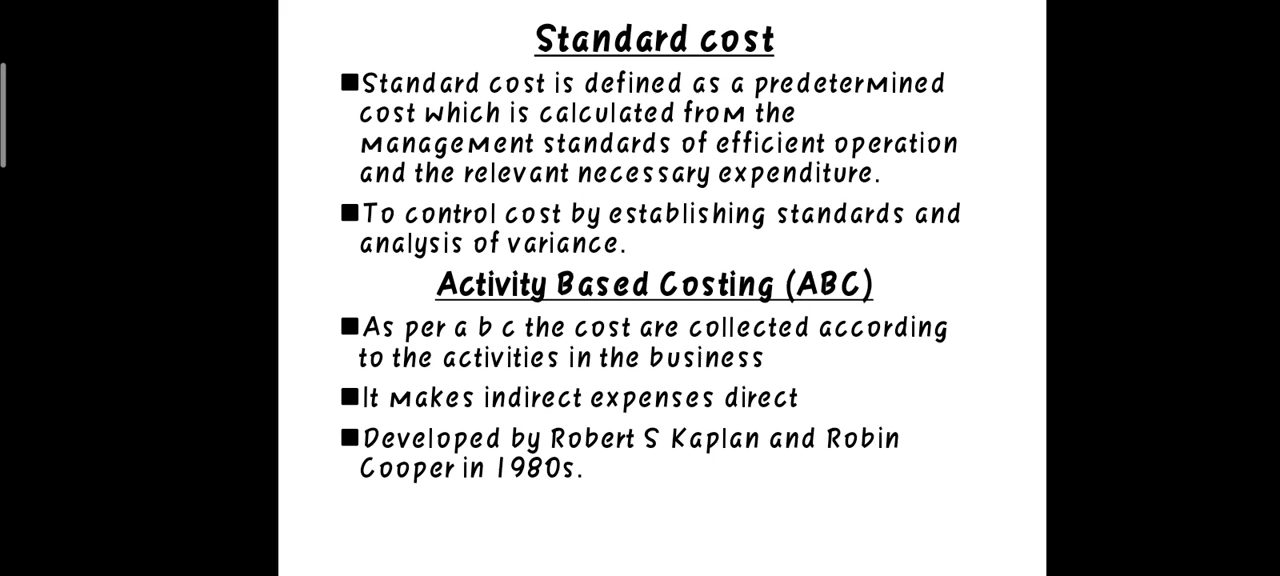 Standard cost
■Standard cost is defined as a predetermined
cost which is calculated from the
management standards of efficient operation
and the relevant necessary expenditure.
■To control cost by establishing standards and
analysis of variance.
Activity Based Costing (ABC)
■As per a b c the cost are collected according
to the activities in the business
■It makes indirect expenses direct
■Developed by Robert S Kaplan and Robin
Cooper in 1980s.